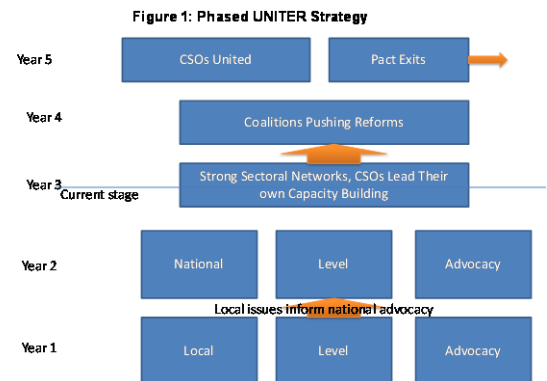 Figure 1: Phased UNITER Strategy
Year 5
CSOs United
Pact Exits
Year 4
Coalitions Pushing Reforms
Year 3
Strong Sectoral Networks, CSOs Lead Their
own Capacity Building
Current stage
Year 2
National
Level
Advocacy
Local issues inform national advocacy
Year 1
Local
Level
Advocacy